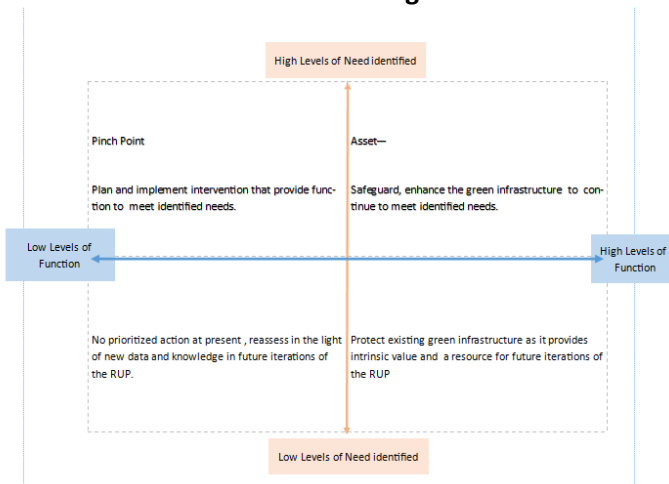 High Levels of Need identified
Pinch Point
Plan and implement intervention that provide func-
tion to meet identified needs.
Asset—
Safeguard, enhance the green infrastructure to con-
tinue to meet identified needs.
Low Levels of
Function
High Levels of
Function
No prioritized action at present , reassess in the light
of new data and knowledge in future iterations of
the RUP.
Protect existing green infrastructure as it provides
intrinsic value and a resource for future iterations of
the RUP
Low Levels of Need identified